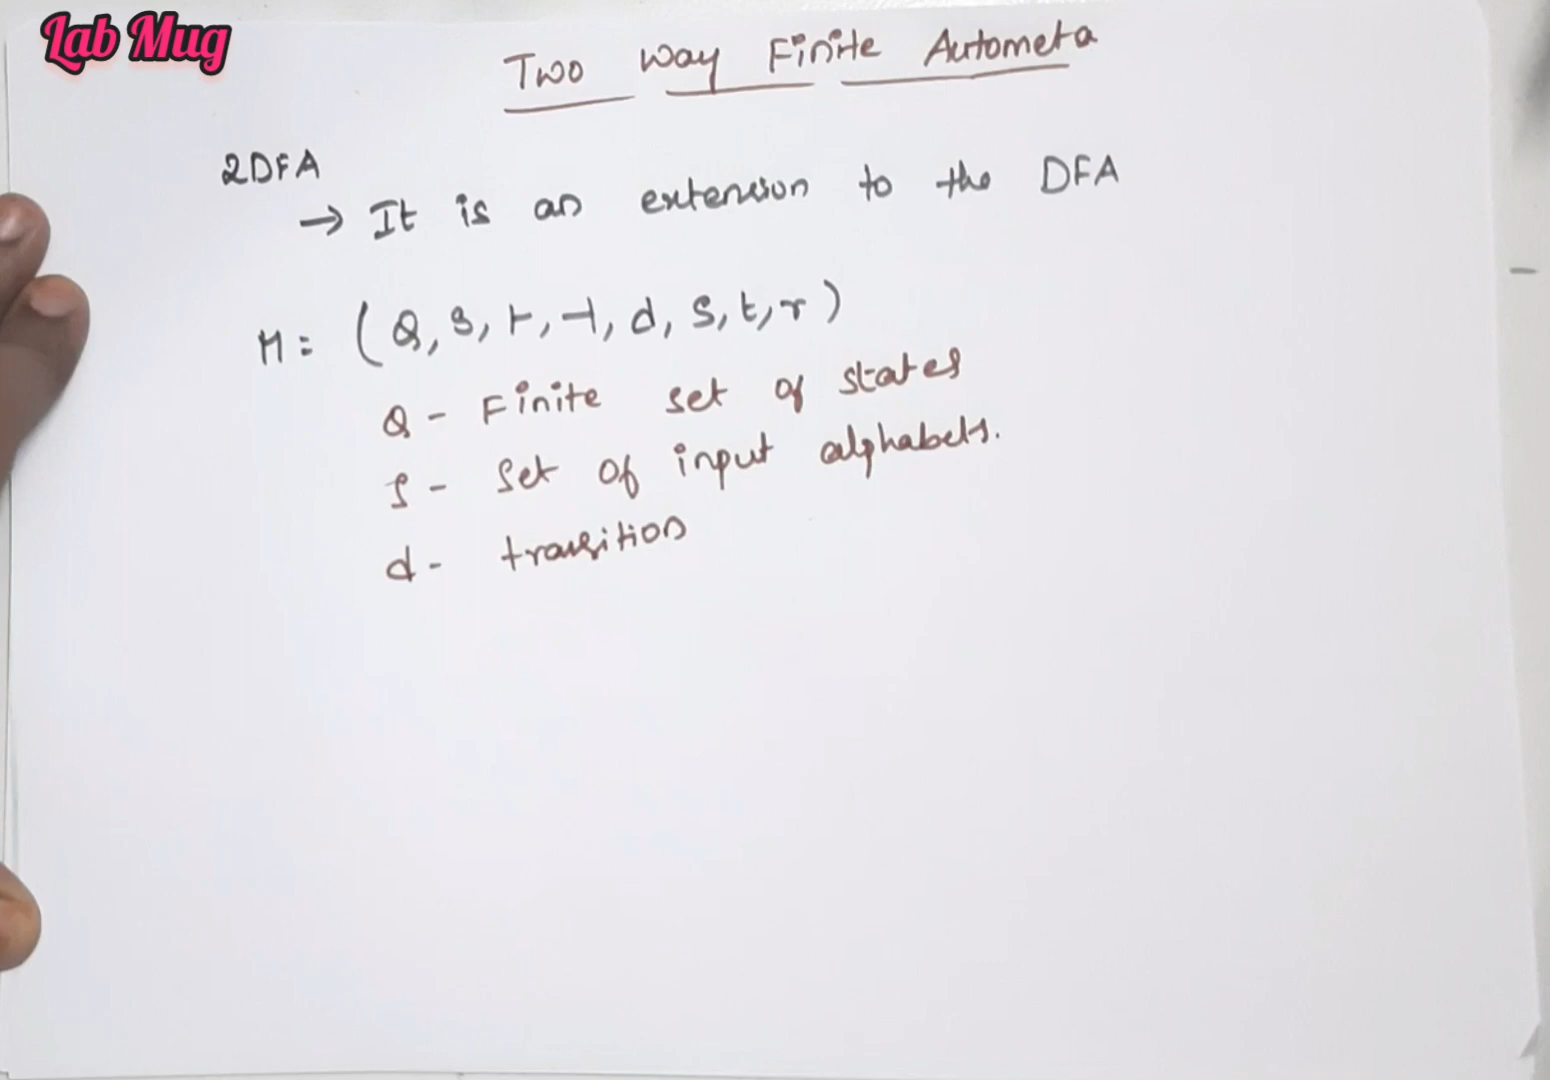 Lab Mug
Two Way Finite Autometa
2DFA
→ It is an extension to the DFA
M = (Q, S, ⊢, ⊣, d, S, t, r)
Q - Finite set of states
S - Set of input alphabets.
d - transition